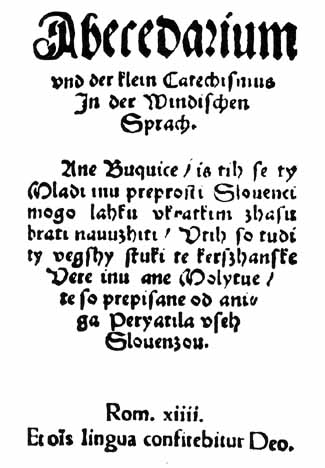 Abecedarium
vnd der klein Catechismus
In der Windischen
Sprach.
Ane Buquice / is tih se ty
Mladi inu preprosti Slouenci
mogo lahku vkratkim zhasu
brati nauuzhiti / Vtih so tudi
ty vegshy stuki te kerszhanske
Vere inu ane Molytue /
te so prepisane od aniu
ga Peryatila vseh
Slouenzou.
Rom. xiiii.
Et oĩs lingua confitebitur Deo.